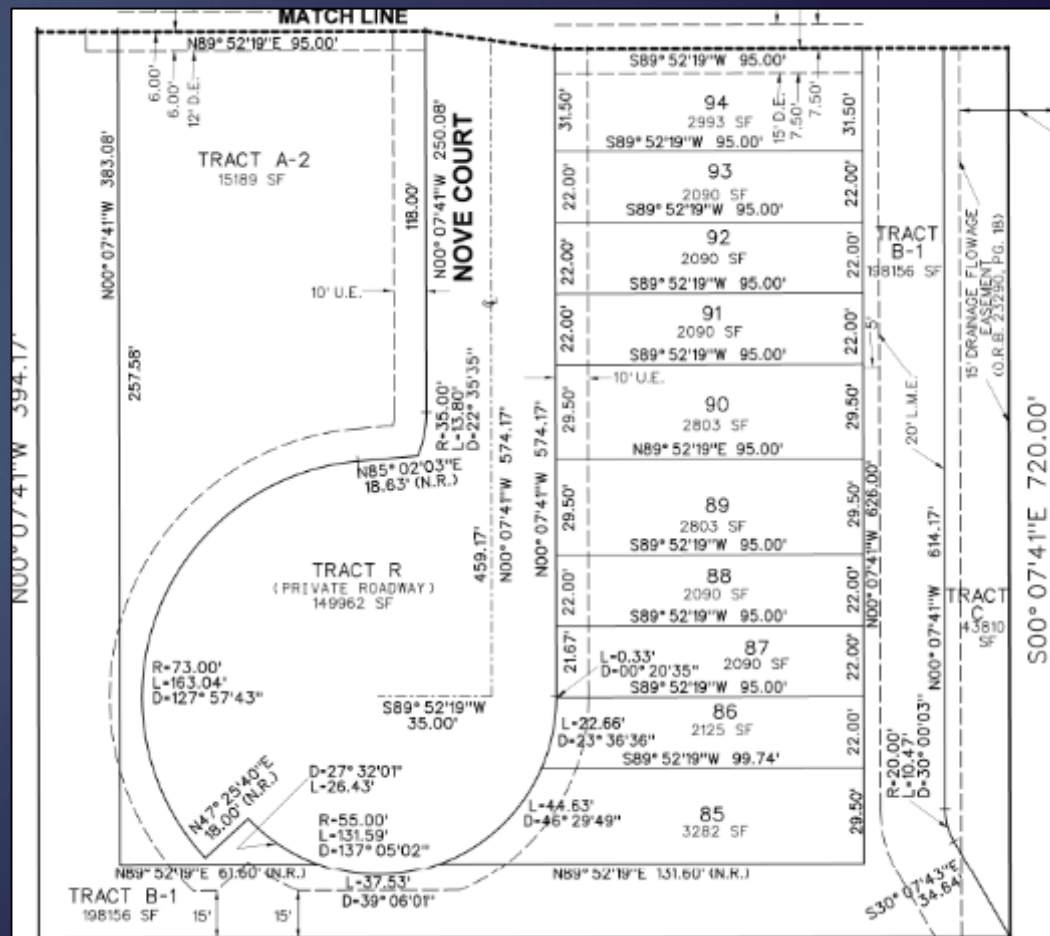 MATCH LINE
N89° 52'19"E 95.00'
S89° 52'19"W 95.00'
6.00'
6.00'
12' D.E.
15' D.E.
7.50'
7.50'
N00° 07'41"W 383.08'
TRACT A-2
15189 SF
118.00'
N00° 07'41"W 250.08'
NOVE COURT
31.50'
94
2993 SF
S89° 52'19"W 95.00'
31.50'
22.00'
93
2090 SF
S89° 52'19"W 95.00'
22.00'
22.00'
92
2090 SF
S89° 52'19"W 95.00'
22.00'
TRACT
B-1
198156 SF
15' DRAINAGE FLOWAGE
EASEMENT
(O.R.B. 23290, PG. 18)
10' U.E.
℄
22.00'
91
2090 SF
S89° 52'19"W 95.00'
22.00'
5'
257.58'
N00° 07'41"W 394.17'
10' U.E.
R=35.00'
L=13.80'
D=22° 35'35"
29.50'
90
2803 SF
N89° 52'19"E 95.00'
29.50'
20' L.M.E.
S00° 07'41"E 720.00'
N85° 02'03"E
18.63' (N.R.)
459.17'
N00° 07'41"W 574.17'
N00° 07'41"W 574.17'
29.50'
89
2803 SF
S89° 52'19"W 95.00'
29.50'
N00° 07'41"W 626.00'
N00° 07'41"W 614.17'
TRACT R
(PRIVATE ROADWAY)
149962 SF
22.00'
88
2090 SF
S89° 52'19"W 95.00'
22.00'
TRACT
C
43810
SF
21.67'
L=0.33'
D=00° 20'35"
87
2090 SF
S89° 52'19"W 95.00'
22.00'
R=73.00'
L=163.04'
D=127° 57'43"
S89° 52'19"W
35.00'
L=22.66'
D=23° 36'36"
86
2125 SF
S89° 52'19"W 99.74'
22.00'
R=20.00'
L=10.47'
D=30° 00'03"
N47° 25'40"E
18.00' (N.R.)
D=27° 32'01"
L=26.43'
R=55.00'
L=131.59'
D=137° 05'02"
L=44.63'
D=46° 29'49"
85
3282 SF
29.50'
N89° 52'19"E 61.60' (N.R.)
L=37.53'
D=39° 06'01"
N89° 52'19"E 131.60' (N.R.)
S30° 07'43"E
34.64'
TRACT B-1
198156 SF
15'
15'